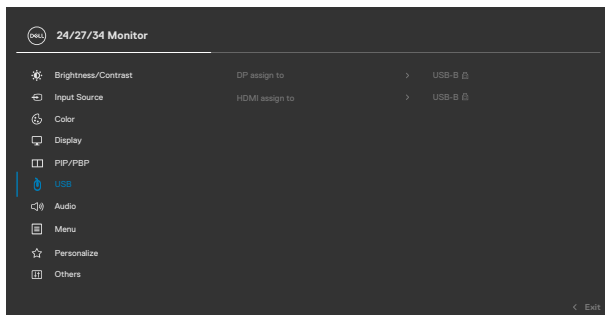 DELL 24/27/34 Monitor
Brightness/Contrast DP assign to > USB-B
Input Source HDMI assign to > USB-B
Color
Display
PIP/PBP
USB
Audio
Menu
Personalize
Others
< Exit